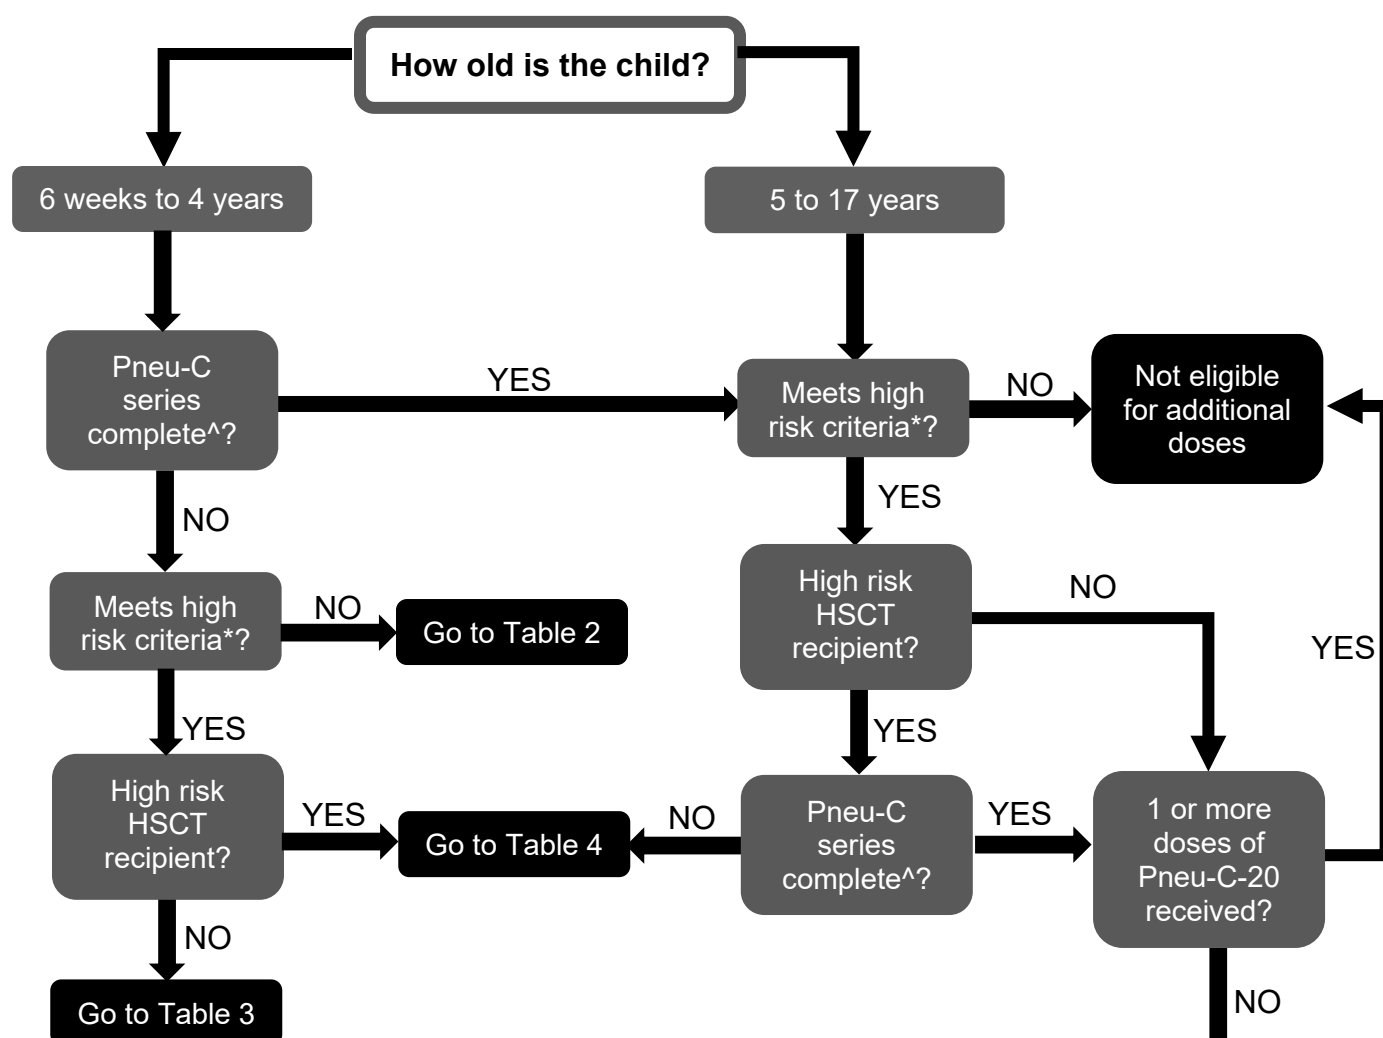 How old is the child?
6 weeks to 4 years
5 to 17 years
Pneu-C
series
complete^?
YES
Meets high
risk criteria*?
NO
Not eligible
for additional
doses
NO
YES
Meets high
risk criteria*?
NO
Go to Table 2
High risk
HSCT
recipient?
NO
YES
YES
YES
High risk
HSCT
recipient?
YES
Go to Table 4
NO
Pneu-C
series
complete^?
YES
1 or more
doses of
Pneu-C-20
received?
NO
Go to Table 3
NO